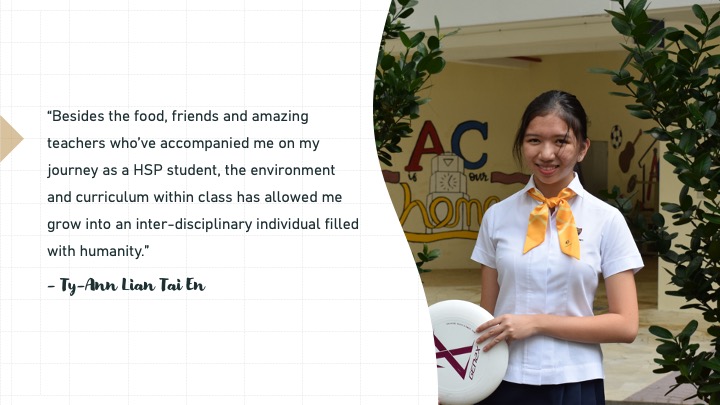 “Besides the food, friends and amazing
teachers who’ve accompanied me on my
journey as a HSP student, the environment
and curriculum within class has allowed me
grow into an inter-disciplinary individual filled
with humanity.”
- Ty-Ann Lian Tai En
AC
is our
home
X